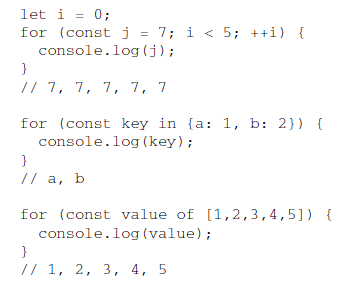 let i = 0;
for (const j = 7; i < 5; ++i) {
  console.log(j);
}
// 7, 7, 7, 7, 7

for (const key in {a: 1, b: 2}) {
  console.log(key);
}
// a, b

for (const value of [1,2,3,4,5]) {
  console.log(value);
}
// 1, 2, 3, 4, 5